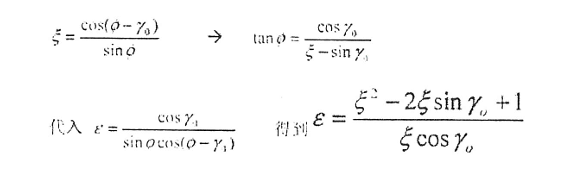 ξ = cos(φ − γ₀) / sin φ → tan φ = cos γ₀ / (ξ − sin γ₀)
代入 ε = cos γ₀ / (sin φ cos(φ − γ₀)) 得到 ε = (ξ² − 2ξ sin γ₀ + 1) / (ξ cos γ₀)